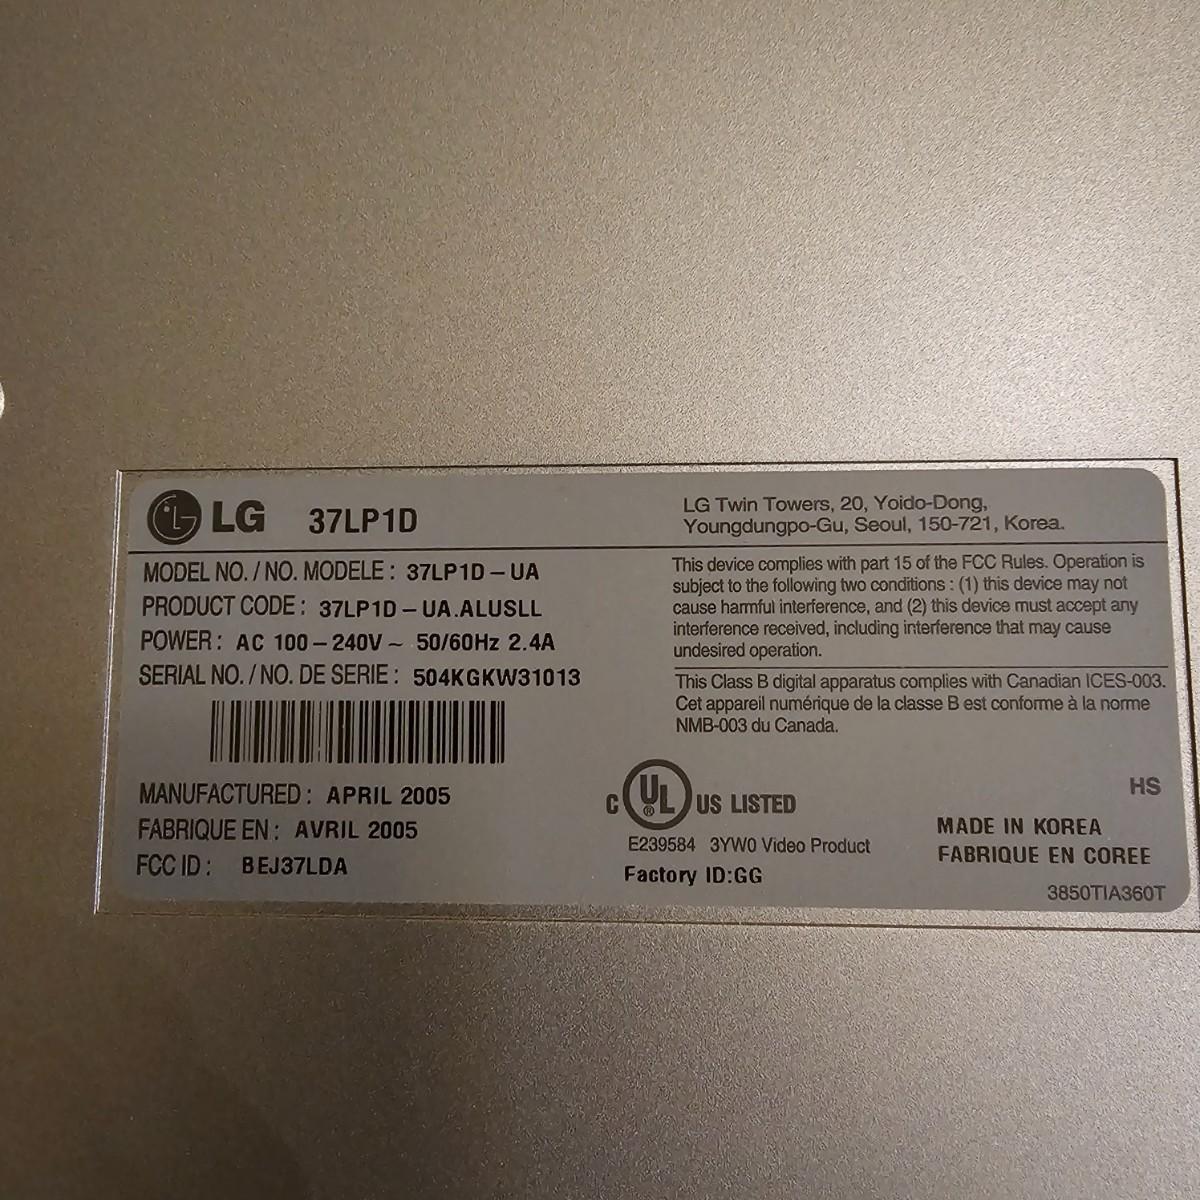 LG 37LP1D
LG Twin Towers, 20, Yoido-Dong,
Youngdungpo-Gu, Seoul, 150-721, Korea.
MODEL NO. / NO. MODELE : 37LP1D – UA
PRODUCT CODE : 37LP1D – UA.ALUSLL
POWER : AC 100 – 240V ~ 50/60Hz 2.4A
SERIAL NO. / NO. DE SERIE : 504KGKW31013
MANUFACTURED : APRIL 2005
FABRIQUE EN : AVRIL 2005
FCC ID : BEJ37LDA
This device complies with part 15 of the FCC Rules. Operation is
subject to the following two conditions : (1) this device may not
cause harmful interference, and (2) this device must accept any
interference received, including interference that may cause
undesired operation.
This Class B digital apparatus complies with Canadian ICES-003.
Cet appareil numérique de la classe B est conforme à la norme
NMB-003 du Canada.
C UL ® US LISTED
E239584 3YW0 Video Product
Factory ID:GG
HS
MADE IN KOREA
FABRIQUE EN COREE
3850TIA360T